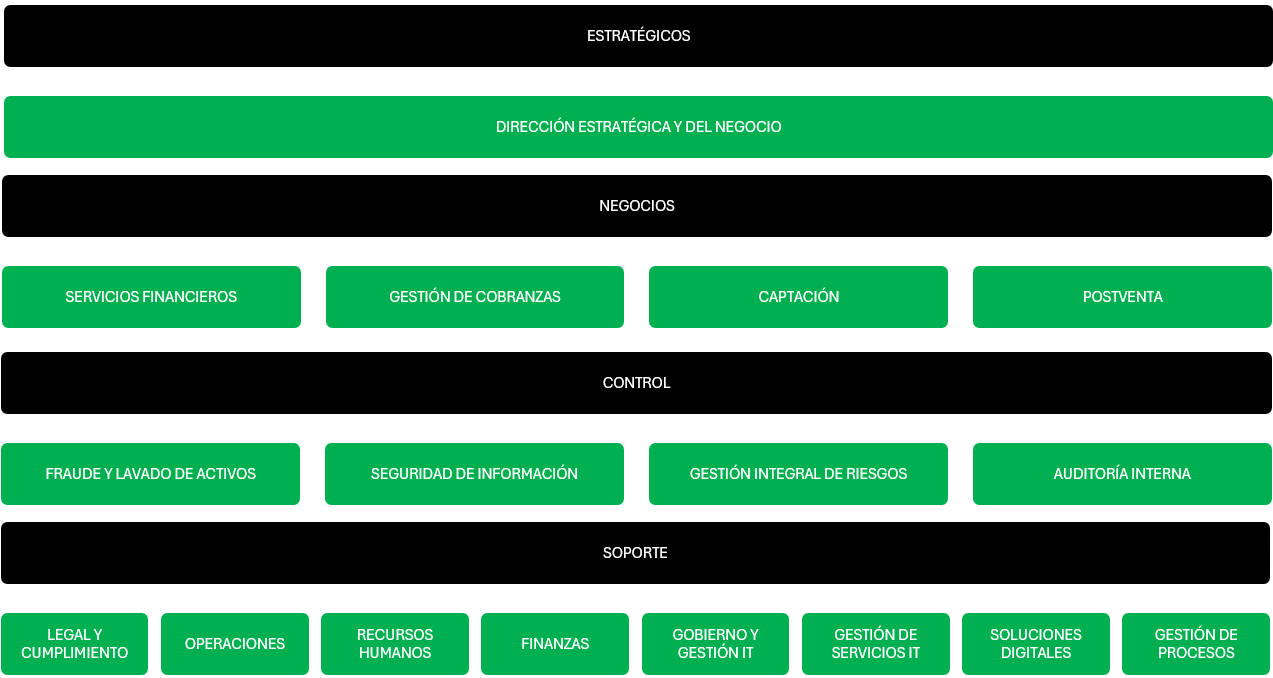 ESTRATÉGICOS
DIRECCIÓN ESTRATÉGICA Y DEL NEGOCIO
NEGOCIOS
SERVICIOS FINANCIEROS
GESTIÓN DE COBRANZAS
CAPTACIÓN
POSTVENTA
CONTROL
FRAUDE Y LAVADO DE ACTIVOS
SEGURIDAD DE INFORMACIÓN
GESTIÓN INTEGRAL DE RIESGOS
AUDITORÍA INTERNA
SOPORTE
LEGAL Y
CUMPLIMIENTO
OPERACIONES
RECURSOS
HUMANOS
FINANZAS
GOBIERNO Y
GESTIÓN IT
GESTIÓN DE
SERVICIOS IT
SOLUCIONES
DIGITALES
GESTIÓN DE
PROCESOS